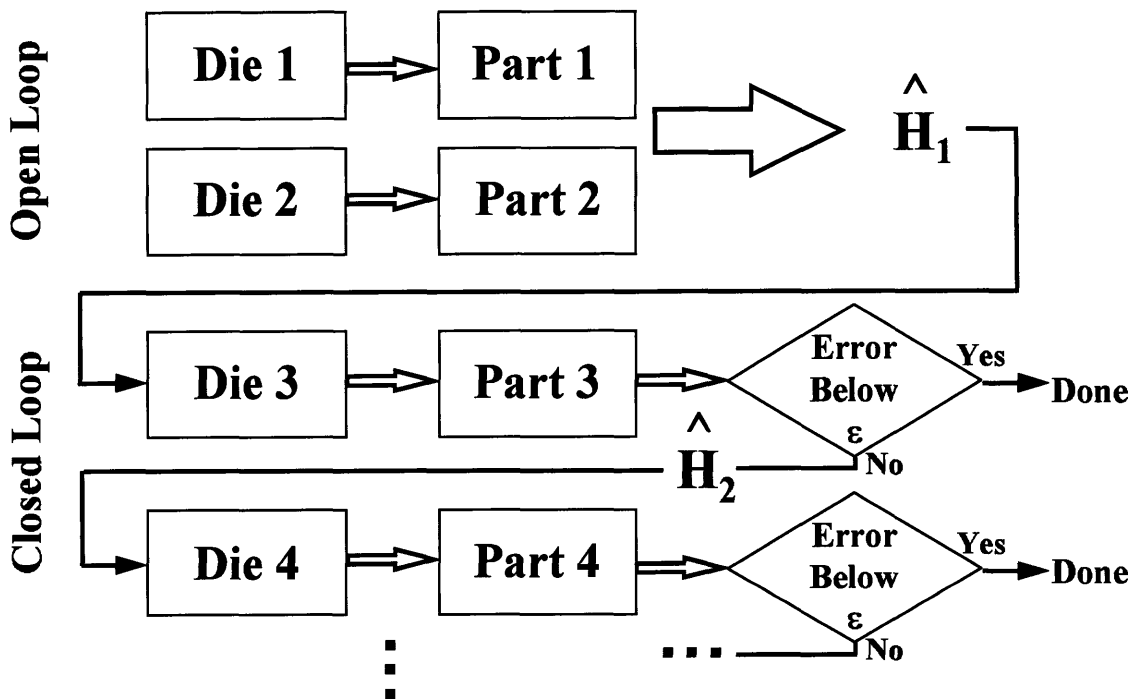 Open Loop
Die 1
Part 1
Die 2
Part 2
Ĥ₁
Closed Loop
Die 3
Part 3
Error
Below
ε
Yes
Done
No
Ĥ₂
Die 4
Part 4
Error
Below
ε
Yes
Done
No